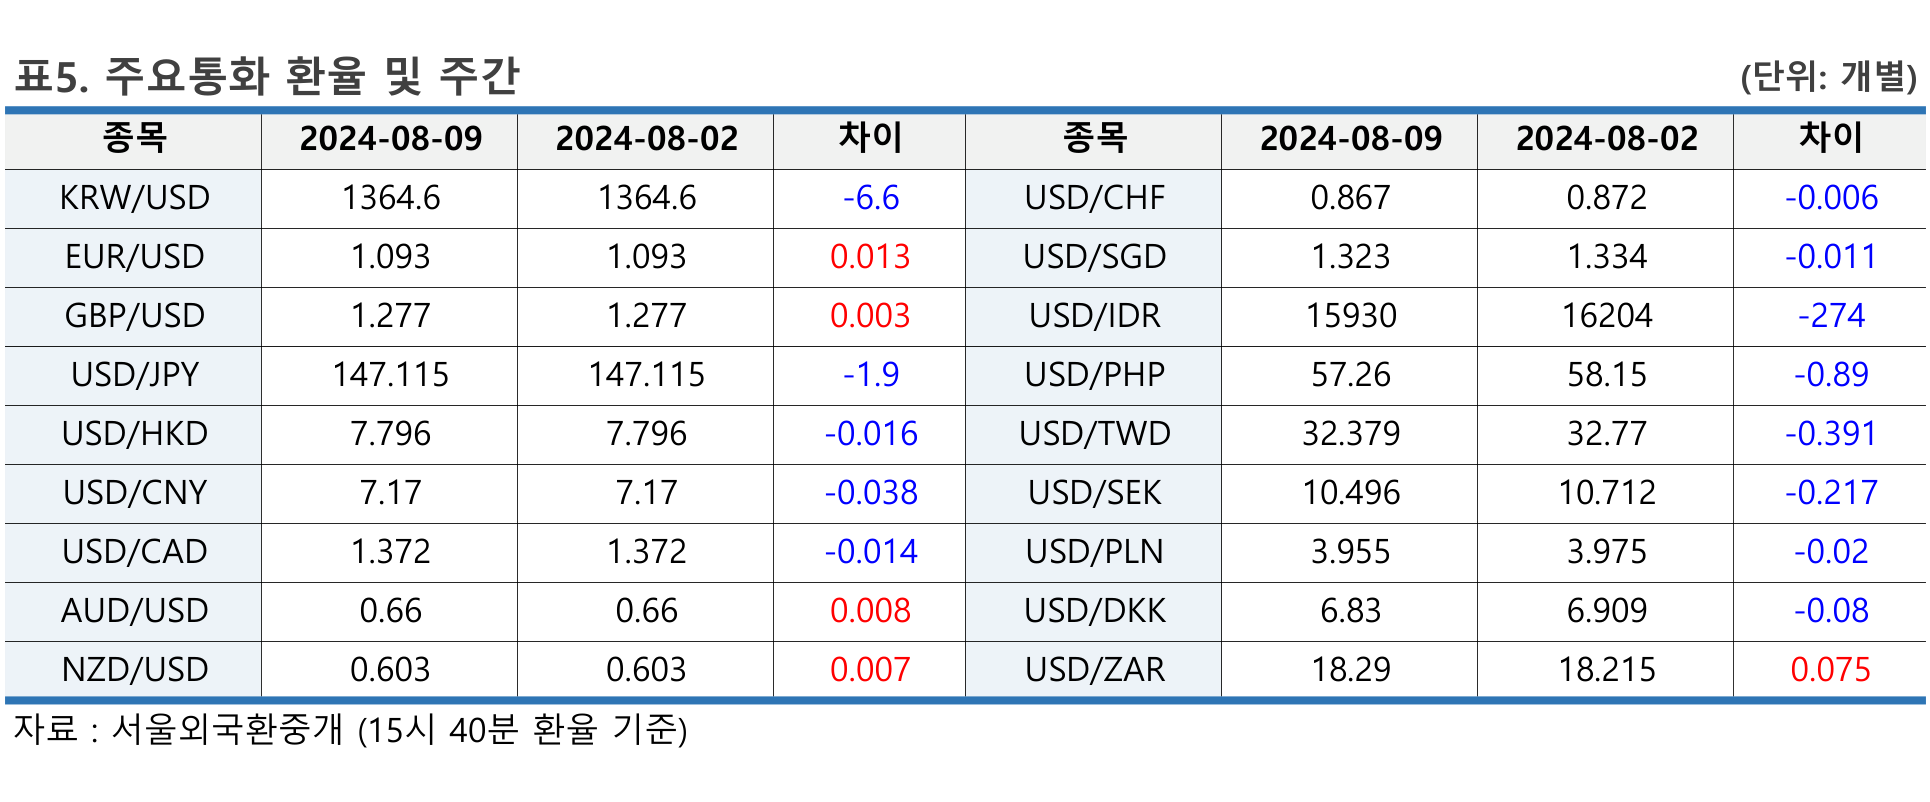 표5. 주요통화 환율 및 주간 (단위: 개별)
종목 2024-08-09 2024-08-02 차이 종목 2024-08-09 2024-08-02 차이
KRW/USD 1364.6 1364.6 -6.6 USD/CHF 0.867 0.872 -0.006
EUR/USD 1.093 1.093 0.013 USD/SGD 1.323 1.334 -0.011
GBP/USD 1.277 1.277 0.003 USD/IDR 15930 16204 -274
USD/JPY 147.115 147.115 -1.9 USD/PHP 57.26 58.15 -0.89
USD/HKD 7.796 7.796 -0.016 USD/TWD 32.379 32.77 -0.391
USD/CNY 7.17 7.17 -0.038 USD/SEK 10.496 10.712 -0.217
USD/CAD 1.372 1.372 -0.014 USD/PLN 3.955 3.975 -0.02
AUD/USD 0.66 0.66 0.008 USD/DKK 6.83 6.909 -0.08
NZD/USD 0.603 0.603 0.007 USD/ZAR 18.29 18.215 0.075
자료 : 서울외국환중개 (15시 40분 환율 기준)